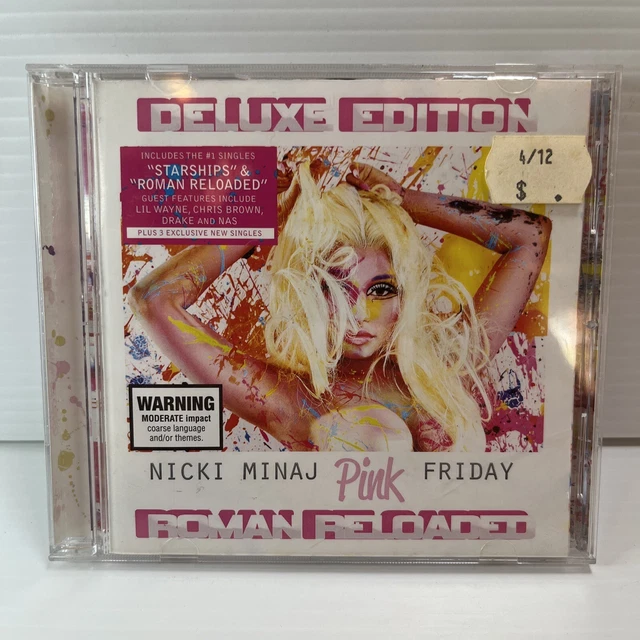 DELUXE EDITION
4/12
$ .
INCLUDES THE #1 SINGLES
"STARSHIPS" &
"ROMAN RELOADED"
GUEST FEATURES INCLUDE
LIL WAYNE, CHRIS BROWN,
DRAKE AND NAS
PLUS 3 EXCLUSIVE NEW SINGLES
WARNING
MODERATE impact
coarse language
and/or themes.
NICKI MINAJ Pink FRIDAY
ROMAN RELOADED